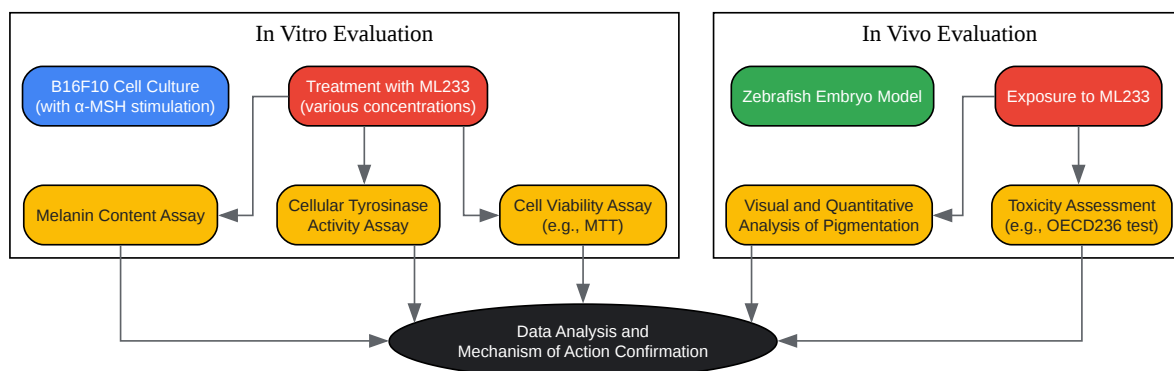 In Vitro Evaluation
B16F10 Cell Culture
(with α-MSH stimulation)
Treatment with ML233
(various concentrations)
Melanin Content Assay
Cellular Tyrosinase
Activity Assay
Cell Viability Assay
(e.g., MTT)
In Vivo Evaluation
Zebrafish Embryo Model
Exposure to ML233
Visual and Quantitative
Analysis of Pigmentation
Toxicity Assessment
(e.g., OECD236 test)
Data Analysis and
Mechanism of Action Confirmation